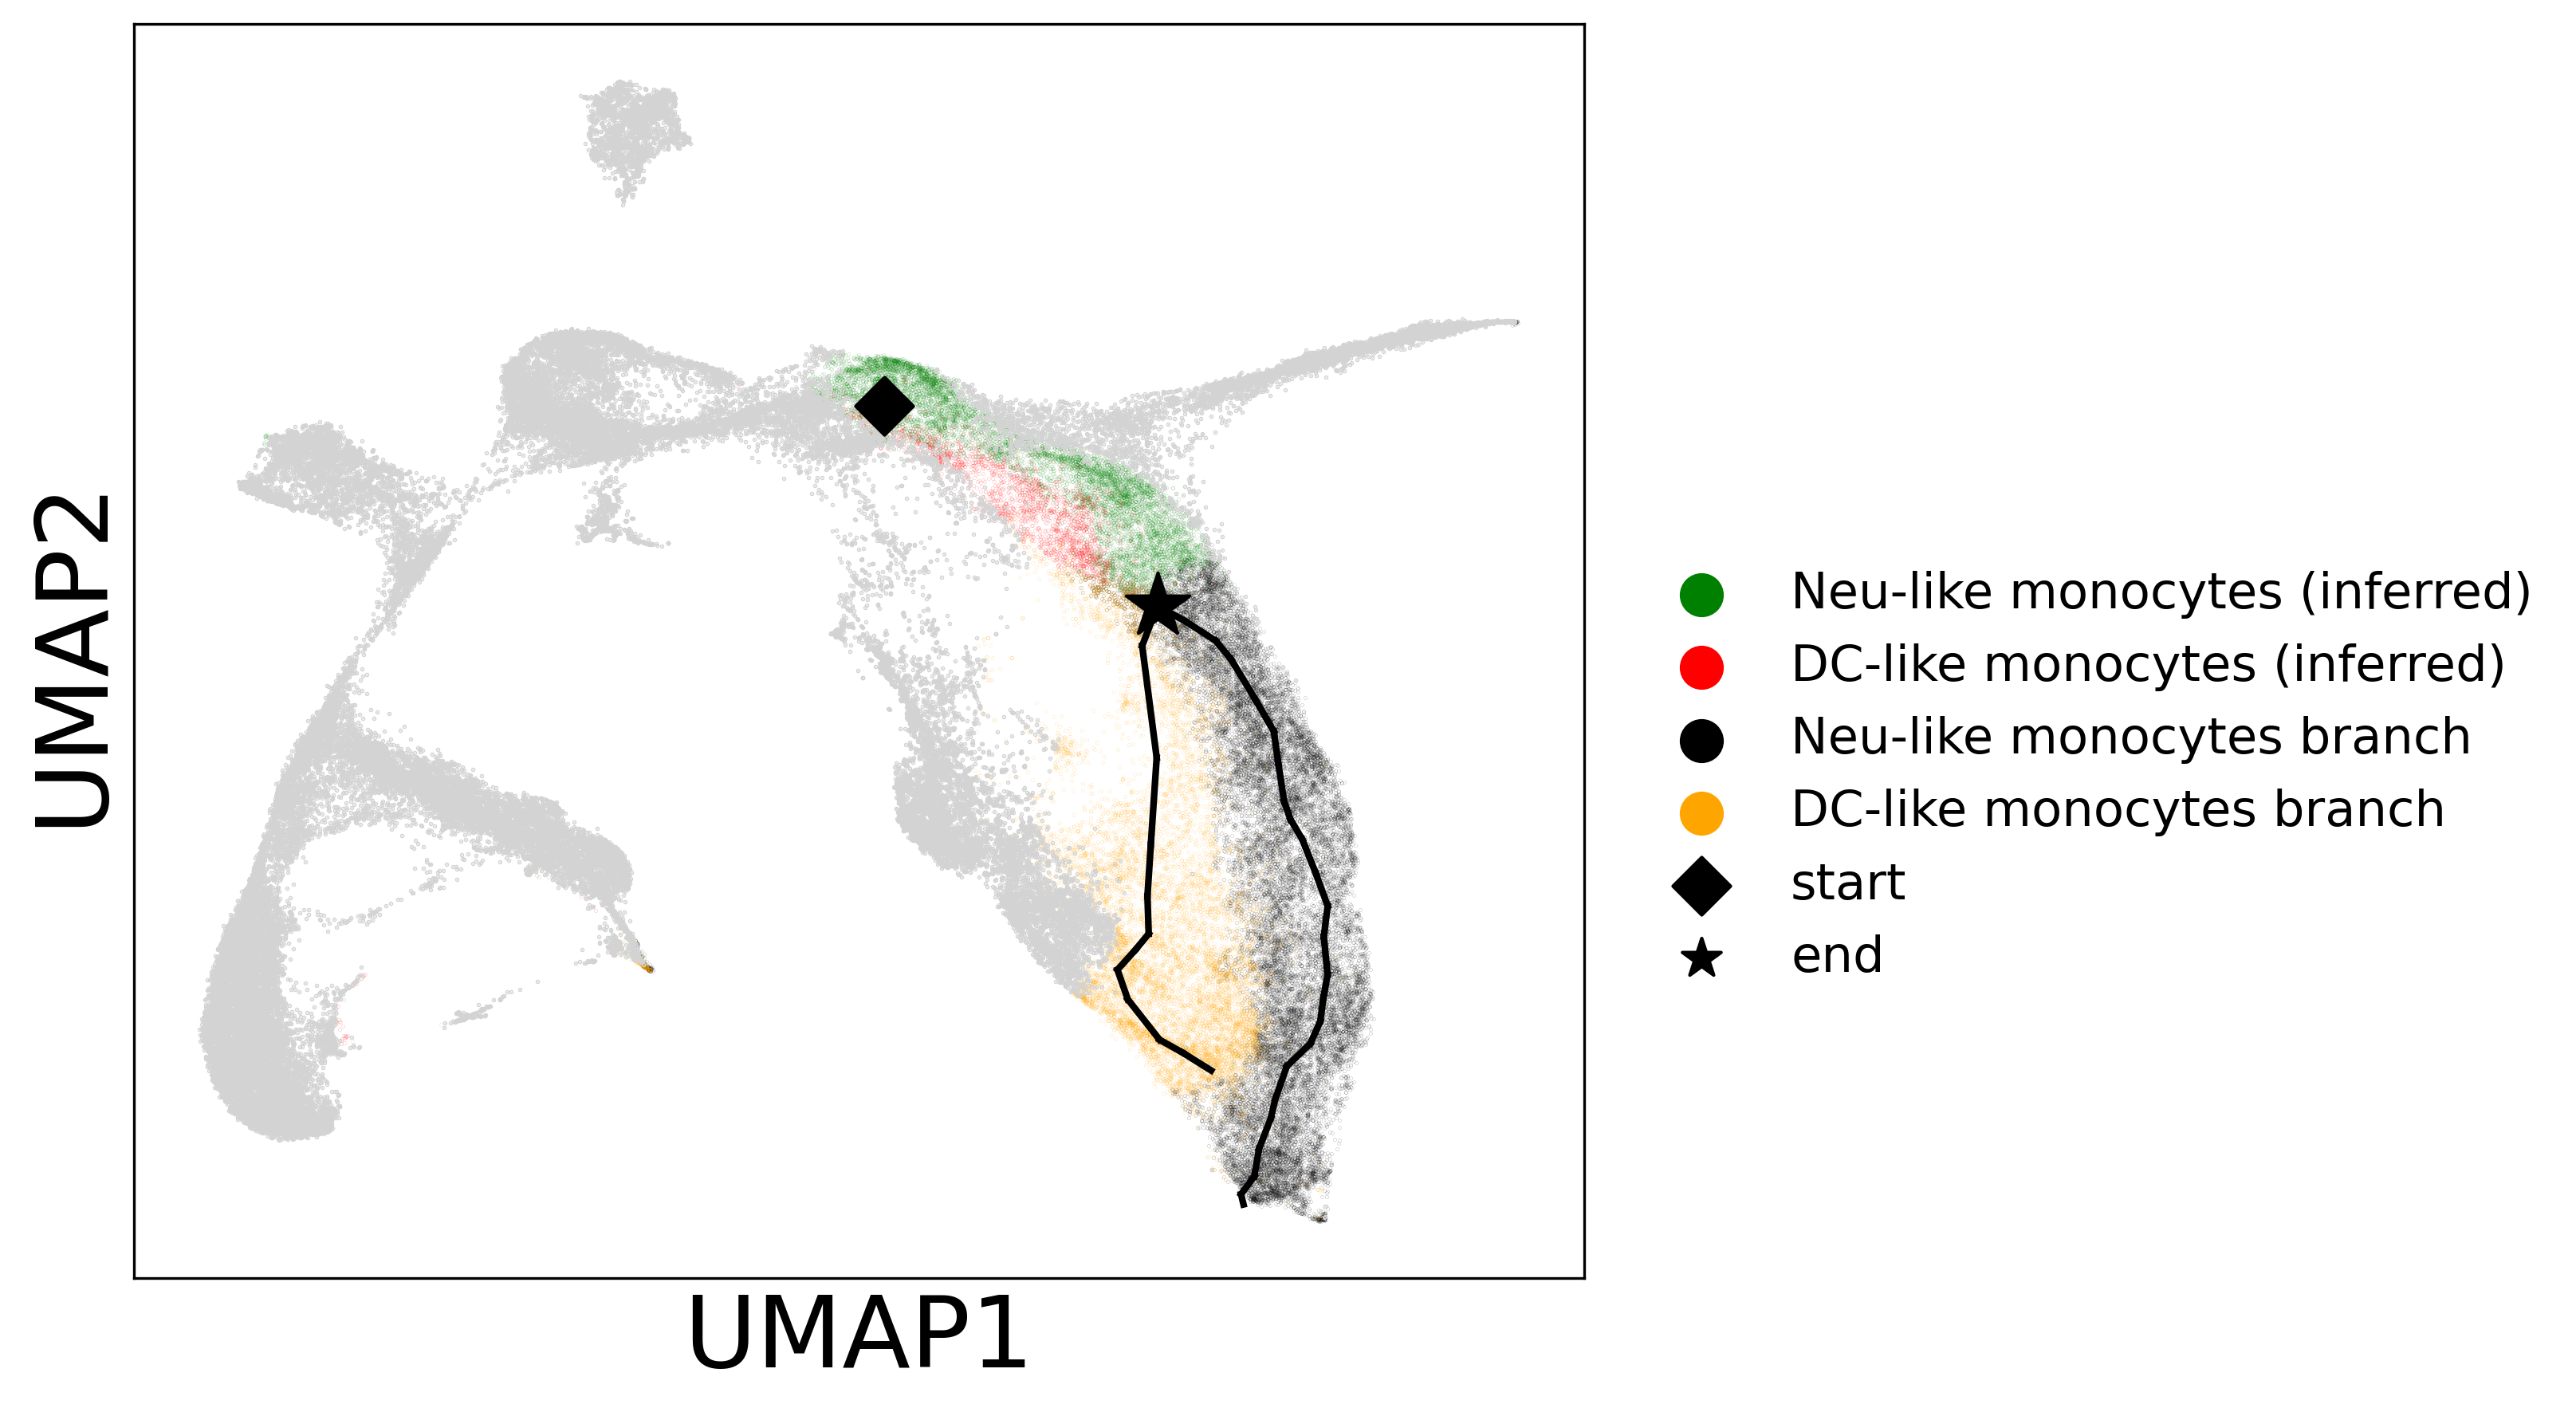 UMAP2
UMAP1
Neu-like monocytes (inferred)
DC-like monocytes (inferred)
Neu-like monocytes branch
DC-like monocytes branch
start
end